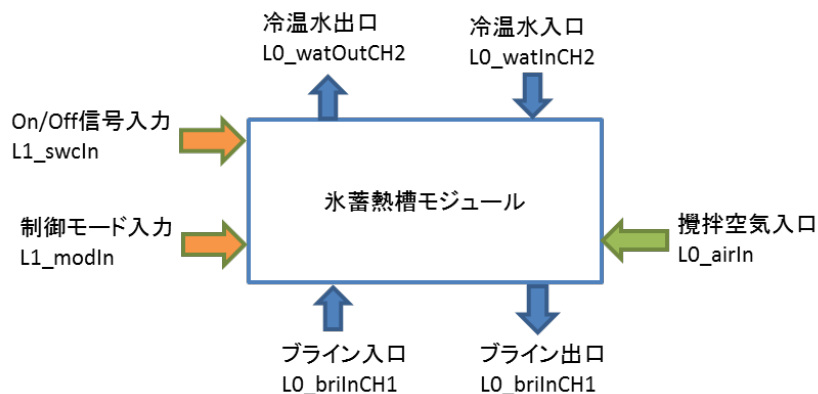 冷温水出口
L0_watOutCH2
冷温水入口
L0_watInCH2
On/Off信号入力
L1_swcIn
氷蓄熱槽モジュール
制御モード入力
L1_modIn
攪拌空気入口
L0_airIn
ブライン入口
L0_briInCH1
ブライン出口
L0_briInCH1